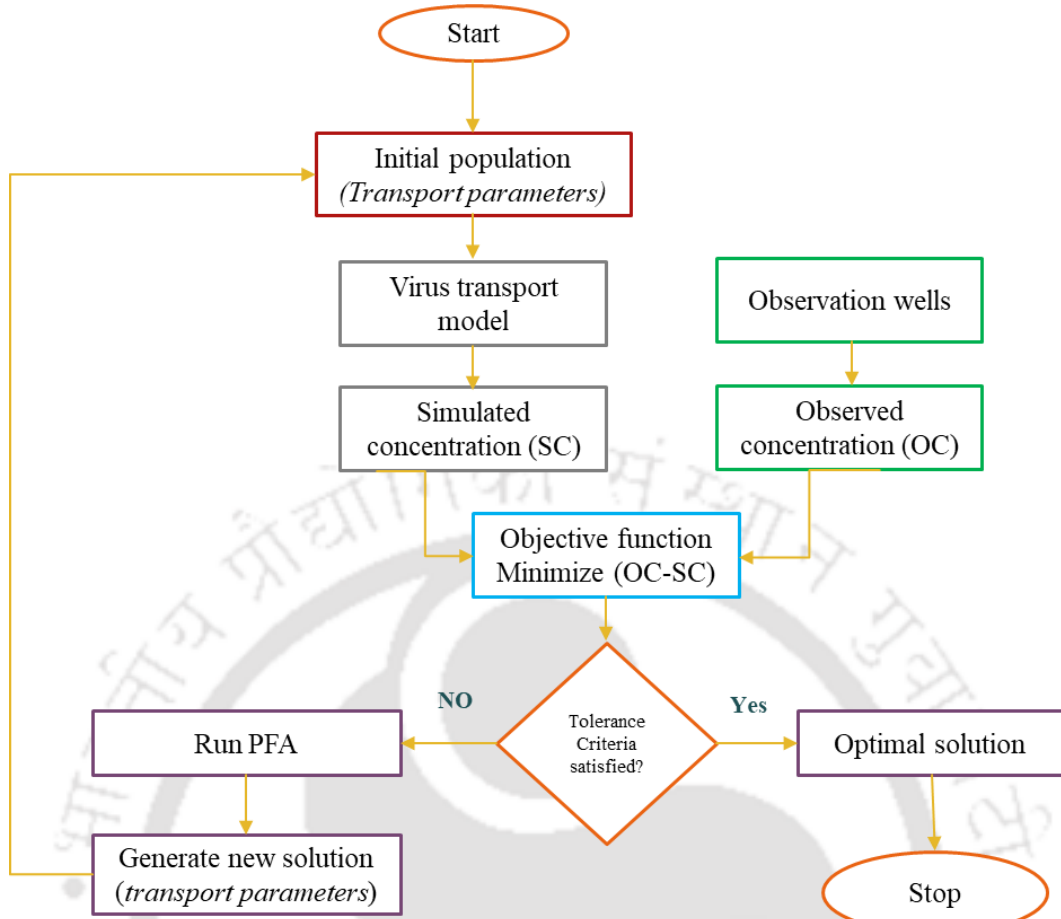 Start
Initial population
(Transport parameters)
Virus transport
model
Observation wells
Simulated
concentration (SC)
Observed
concentration (OC)
Objective function
Minimize (OC-SC)
NO
Yes
Tolerance
Criteria
satisfied?
Run PFA
Optimal solution
Generate new solution
(transport parameters)
Stop
प्रौद्योगिकी संस्थान